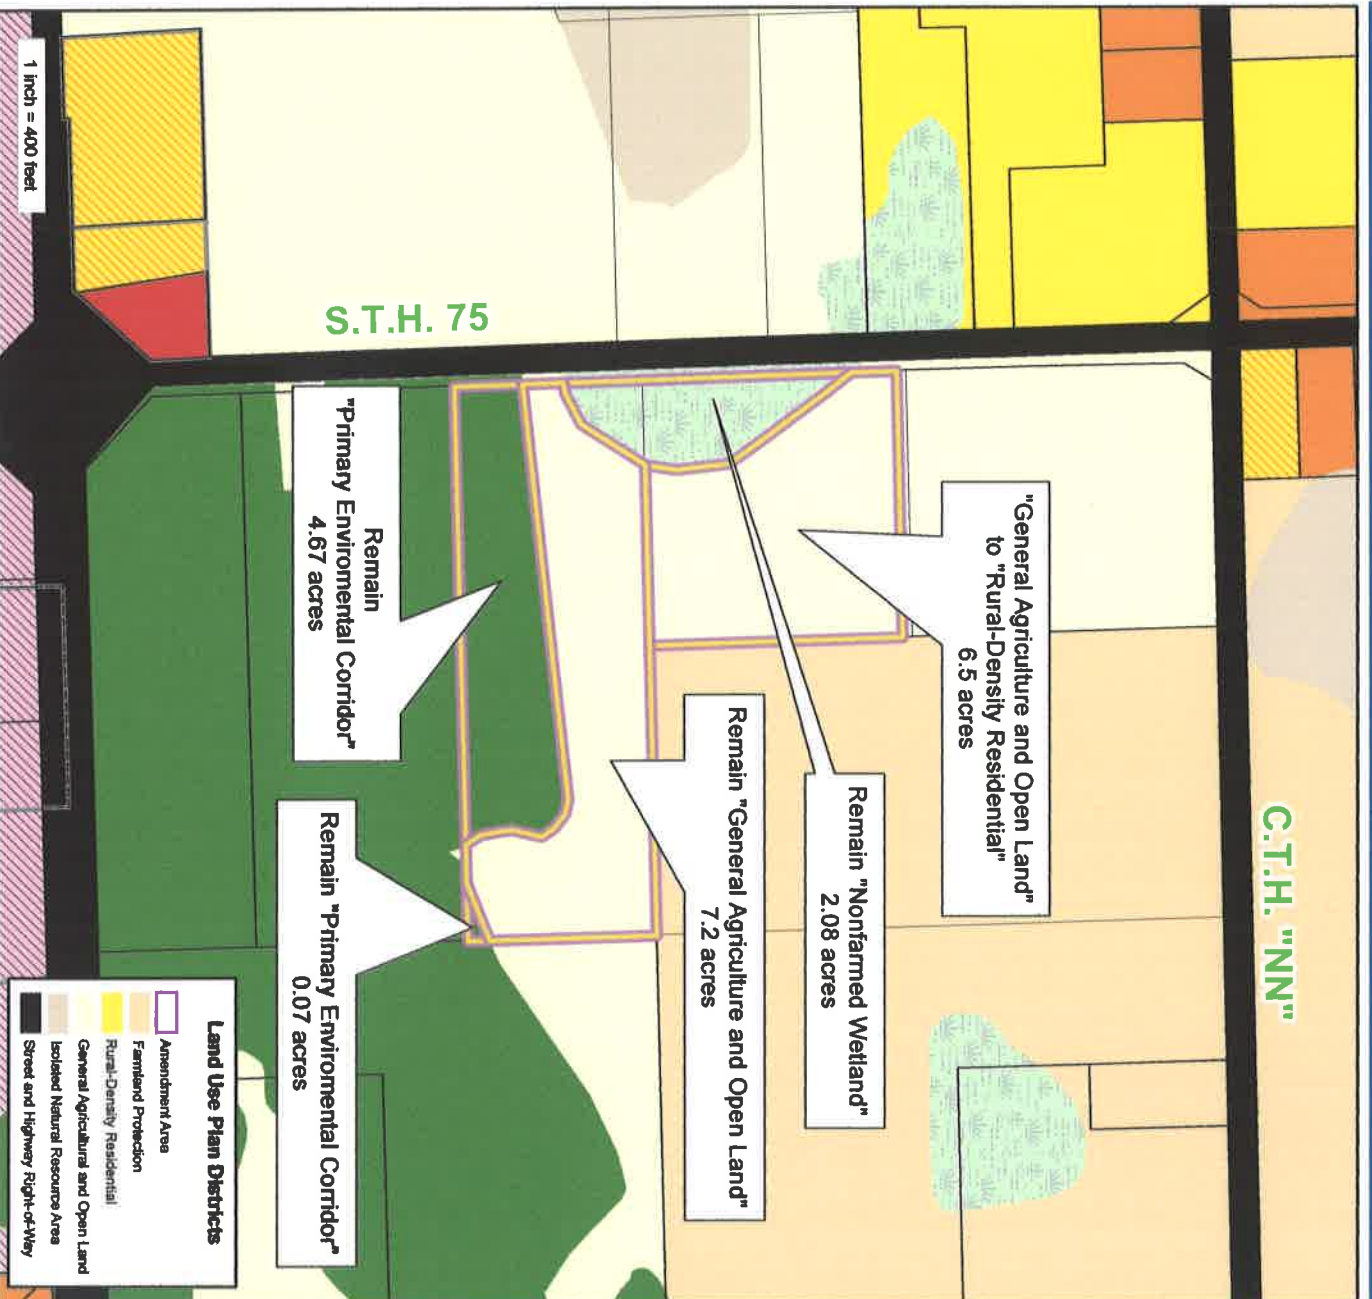 C.T.H. "NN"
"General Agriculture and Open Land"
to "Rural-Density Residential"
6.5 acres
Remain "Nonfarmed Wetland"
2.08 acres
Remain "General Agriculture and Open Land"
7.2 acres
S.T.H. 75
Remain
"Primary Enviromental Corridor"
4.67 acres
Remain "Primary Enviromental Corridor"
0.07 acres
Land Use Plan Districts
Amendment Area
Farmland Protection
Rural-Density Residential
General Agricultural and Open Land
Isolated Natural Resource Area
Street and Highway Right-of-Way
1 inch = 400 feet